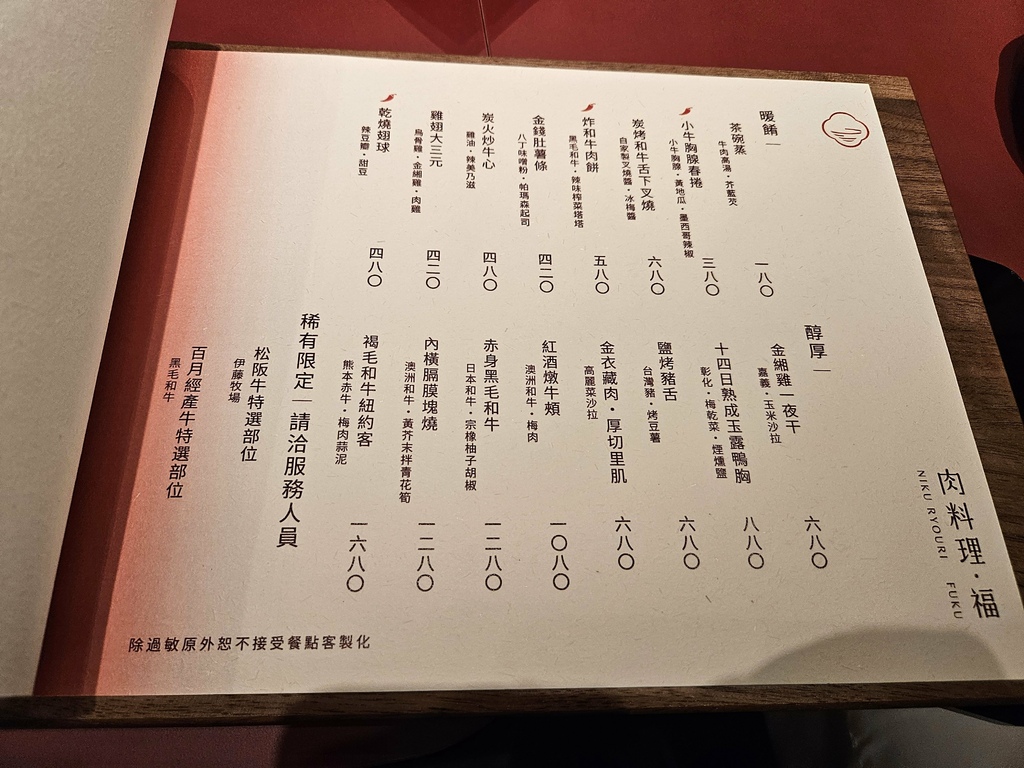 肉料理・福
NIKU RYOURI FUKU
暖餚
茶碗蒸
牛肉高湯・芥藍芡
一八〇
小牛胸腺春捲
小牛胸腺・黃地瓜・墨西哥辣椒
三八〇
炭烤和牛舌下叉燒
自家製叉燒醬・冰梅醬
六八〇
炸和牛肉餅
黑毛和牛・辣味榨菜塔塔
五八〇
金錢肚薯條
八丁味噌粉・帕瑪森起司
四二〇
炭火炒牛心
雞油・辣美乃滋
四八〇
雞翅大三元
烏骨雞・金緗雞・肉雞
四二〇
乾燒翅球
辣豆瓣・甜豆
四八〇
醇厚
金緗雞一夜干
嘉義・玉米沙拉
六八〇
十四日熟成玉露鴨胸
彰化・梅乾菜・煙燻鹽
八八〇
鹽烤豬舌
台灣豬・烤豆薯
六八〇
金衣藏肉・厚切里肌
高麗菜沙拉
六八〇
紅酒燉牛頰
澳洲和牛・梅肉
一〇八〇
赤身黑毛和牛
日本和牛・宗橡柚子胡椒
一二八〇
內橫膈膜塊燒
澳洲和牛・黃芥末拌青花筍
一二八〇
褐毛和牛紐約客
熊本赤牛・梅肉蒜泥
一六八〇
稀有限定｜請洽服務人員
松阪牛特選部位
伊藤牧場
百月經產牛特選部位
黑毛和牛
除過敏原外恕不接受餐點客製化